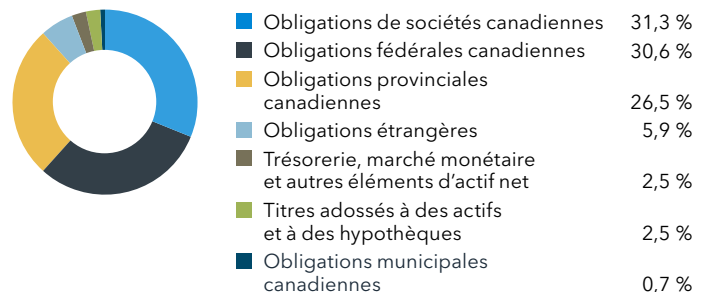 Obligations de sociétés canadiennes 31,3 %
Obligations fédérales canadiennes 30,6 %
Obligations provinciales
canadiennes 26,5 %
Obligations étrangères 5,9 %
Trésorerie, marché monétaire
et autres éléments d’actif net 2,5 %
Titres adossés à des actifs
et à des hypothèques 2,5 %
Obligations municipales
canadiennes 0,7 %